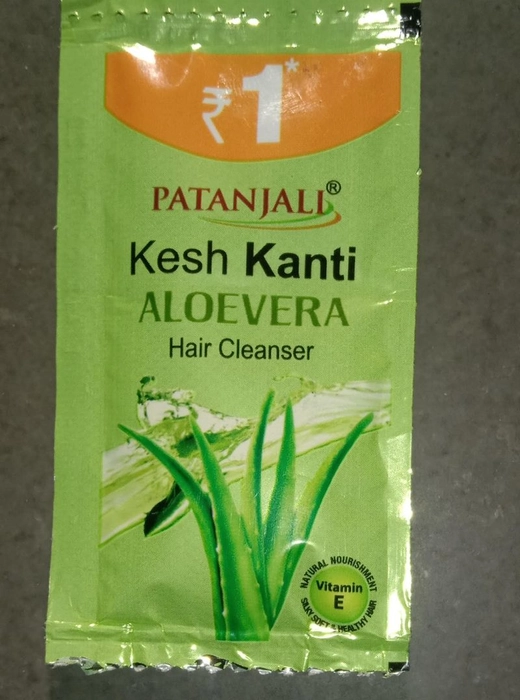 ₹1*
PATANJALI®
Kesh Kanti
ALOEVERA
Hair Cleanser
NATURAL NOURISHMENT
Vitamin
E
SILKY SOFT & HEALTHY HAIR